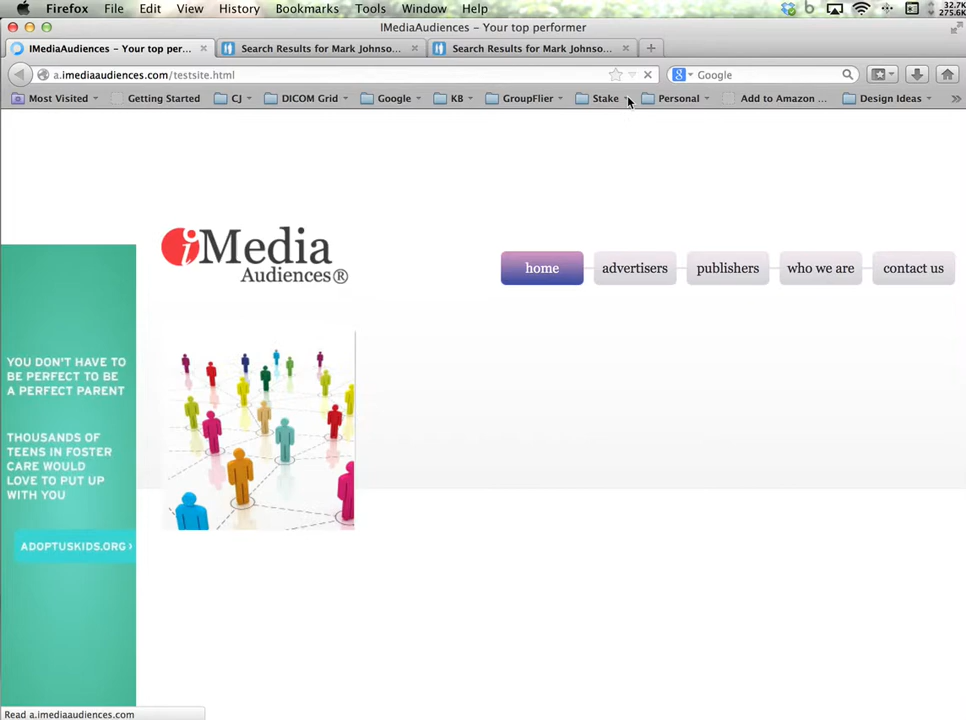 Firefox File Edit View History Bookmarks Tools Window Help
32.7K
275.6K
IMediaAudiences – Your top performer
IMediaAudiences – Your top per...
Search Results for Mark Johnso...
Search Results for Mark Johnso...
a.imediaaudiences.com/testsite.html
Google
Most Visited Getting Started CJ DICOM Grid Google KB GroupFlier Stake Personal Add to Amazon ... Design Ideas
iMedia
Audiences®
home advertisers publishers who we are contact us
YOU DON'T HAVE TO
BE PERFECT TO BE
A PERFECT PARENT
THOUSANDS OF
TEENS IN FOSTER
CARE WOULD
LOVE TO PUT UP
WITH YOU
ADOPTUSKIDS.ORG ›
Read a.imediaaudiences.com